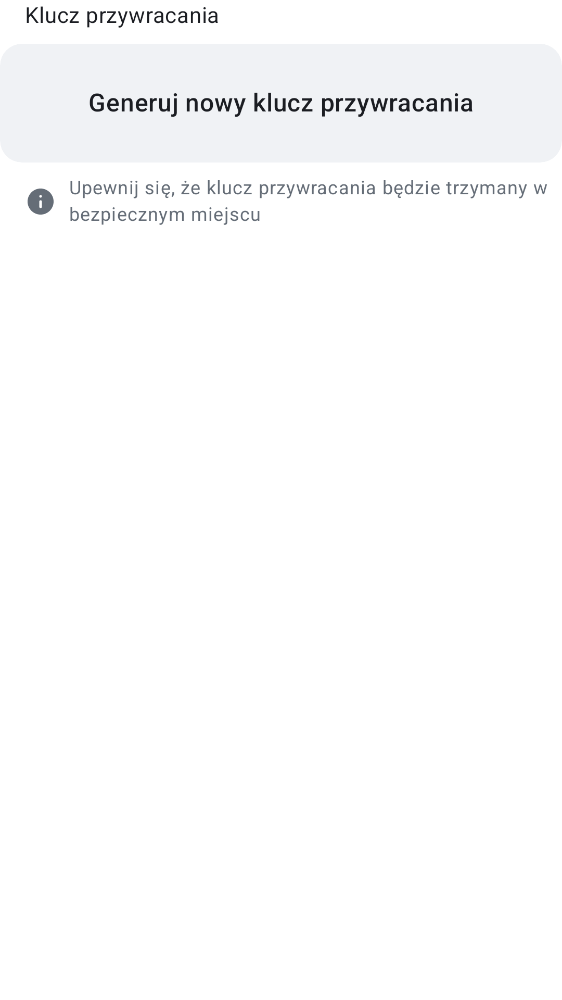 Klucz przywracania
Generuj nowy klucz przywracania
Upewnij się, że klucz przywracania będzie trzymany w
bezpiecznym miejscu